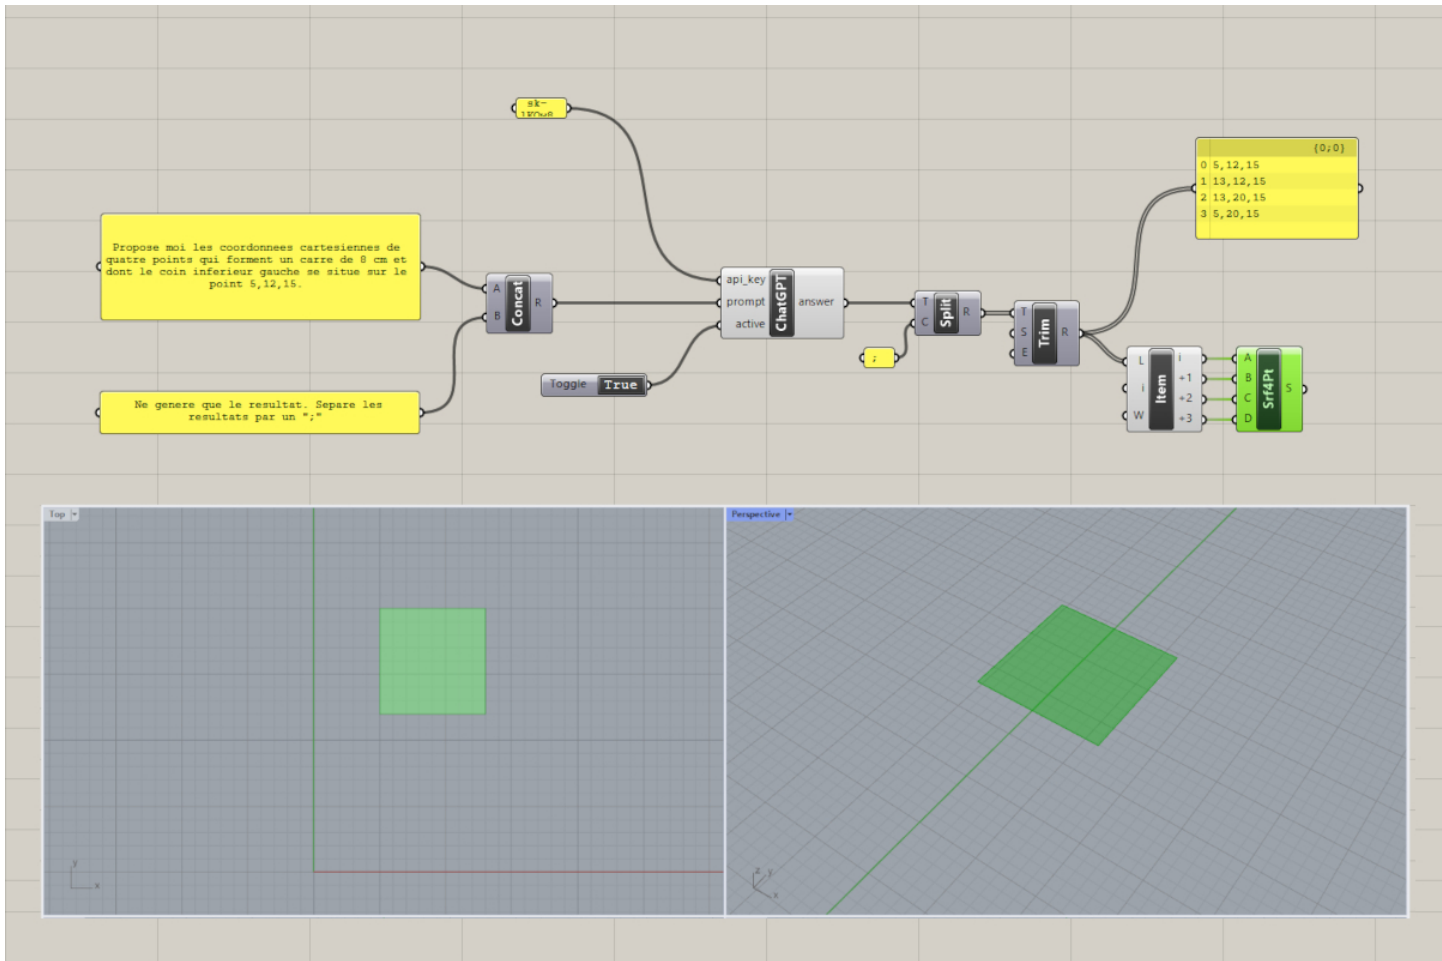 sk-
{0;0}
0 5,12,15
1 13,12,15
2 13,20,15
3 5,20,15
Propose moi les coordonnees cartesiennes de
quatre points qui forment un carre de 8 cm et
dont le coin inferieur gauche se situe sur le
point 5,12,15.
A
B
Concat
R
api_key
prompt
active
ChatGPT
answer
T
C
Split
R
T
S
E
Trim
R
;
Toggle True
L
i
W
Item
i
+1
+2
+3
A
B
C
D
Srf4Pt
S
Ne genere que le resultat. Separe les
resultats par un ";"
Top
Perspective
y
x
z
y
x